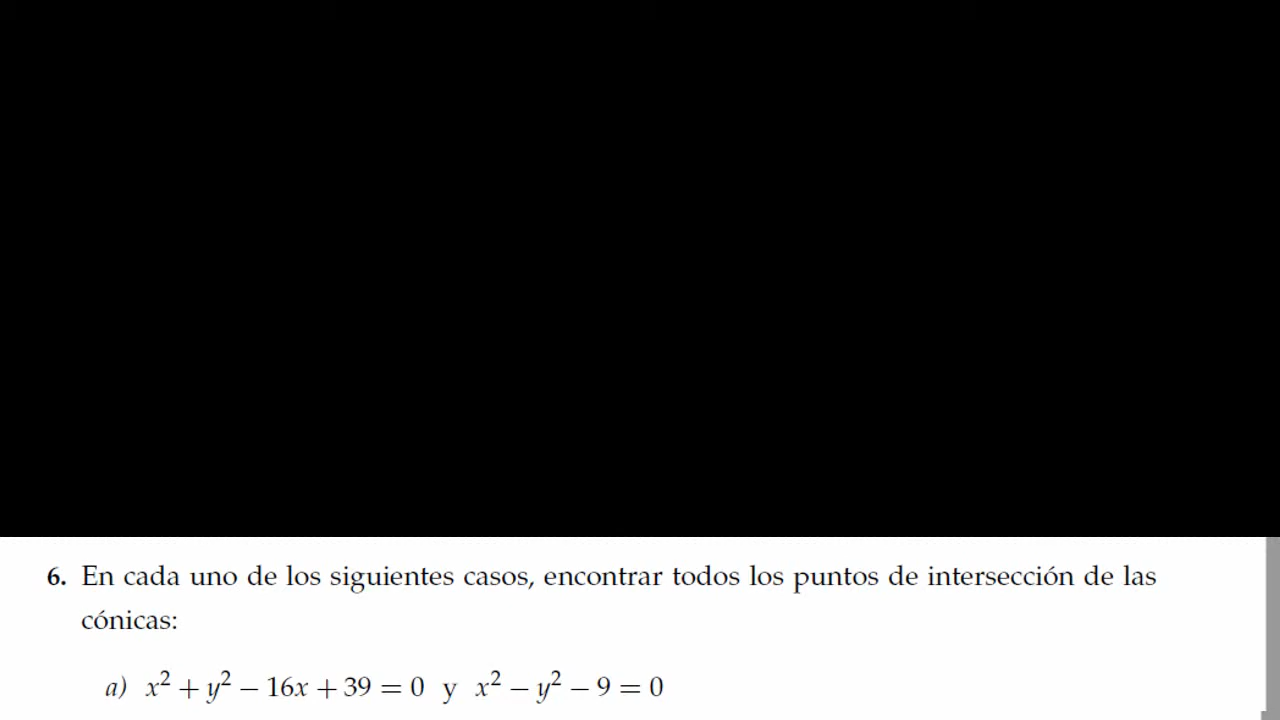 6. En cada uno de los siguientes casos, encontrar todos los puntos de intersección de las
cónicas:
a) x² + y² − 16x + 39 = 0 y x² − y² − 9 = 0